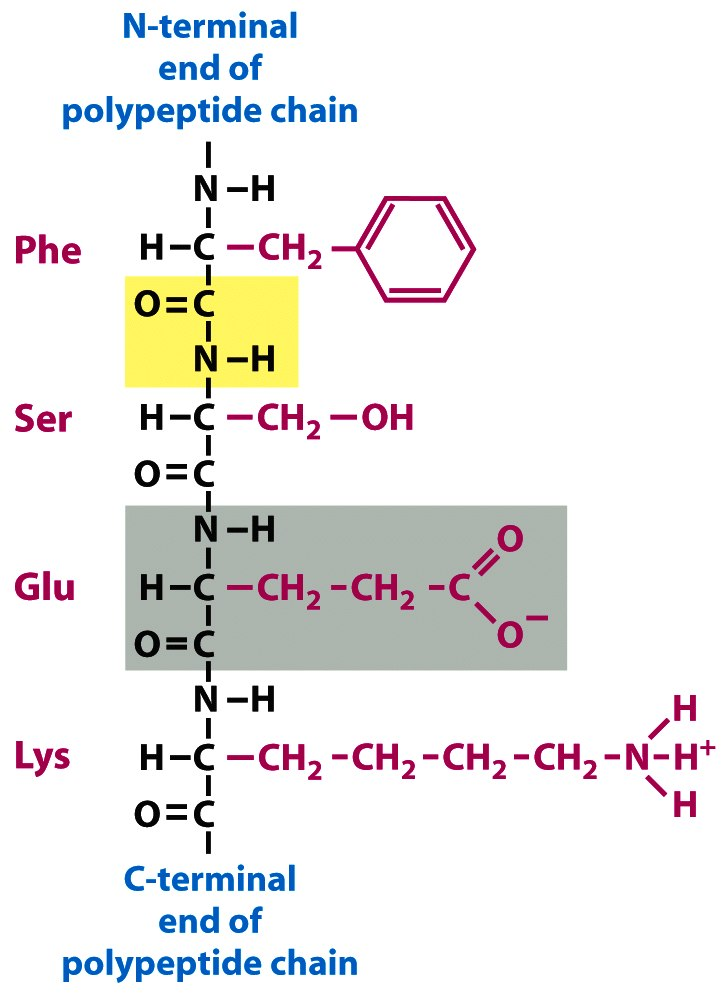 N-terminal
end of
polypeptide chain
N–H
Phe H–C–CH₂
O=C
N–H
Ser H–C–CH₂–OH
O=C
N–H
O
Glu H–C–CH₂–CH₂–C
O=C O⁻
N–H
H
Lys H–C–CH₂–CH₂–CH₂–CH₂–N–H⁺
H
O=C
C-terminal
end of
polypeptide chain